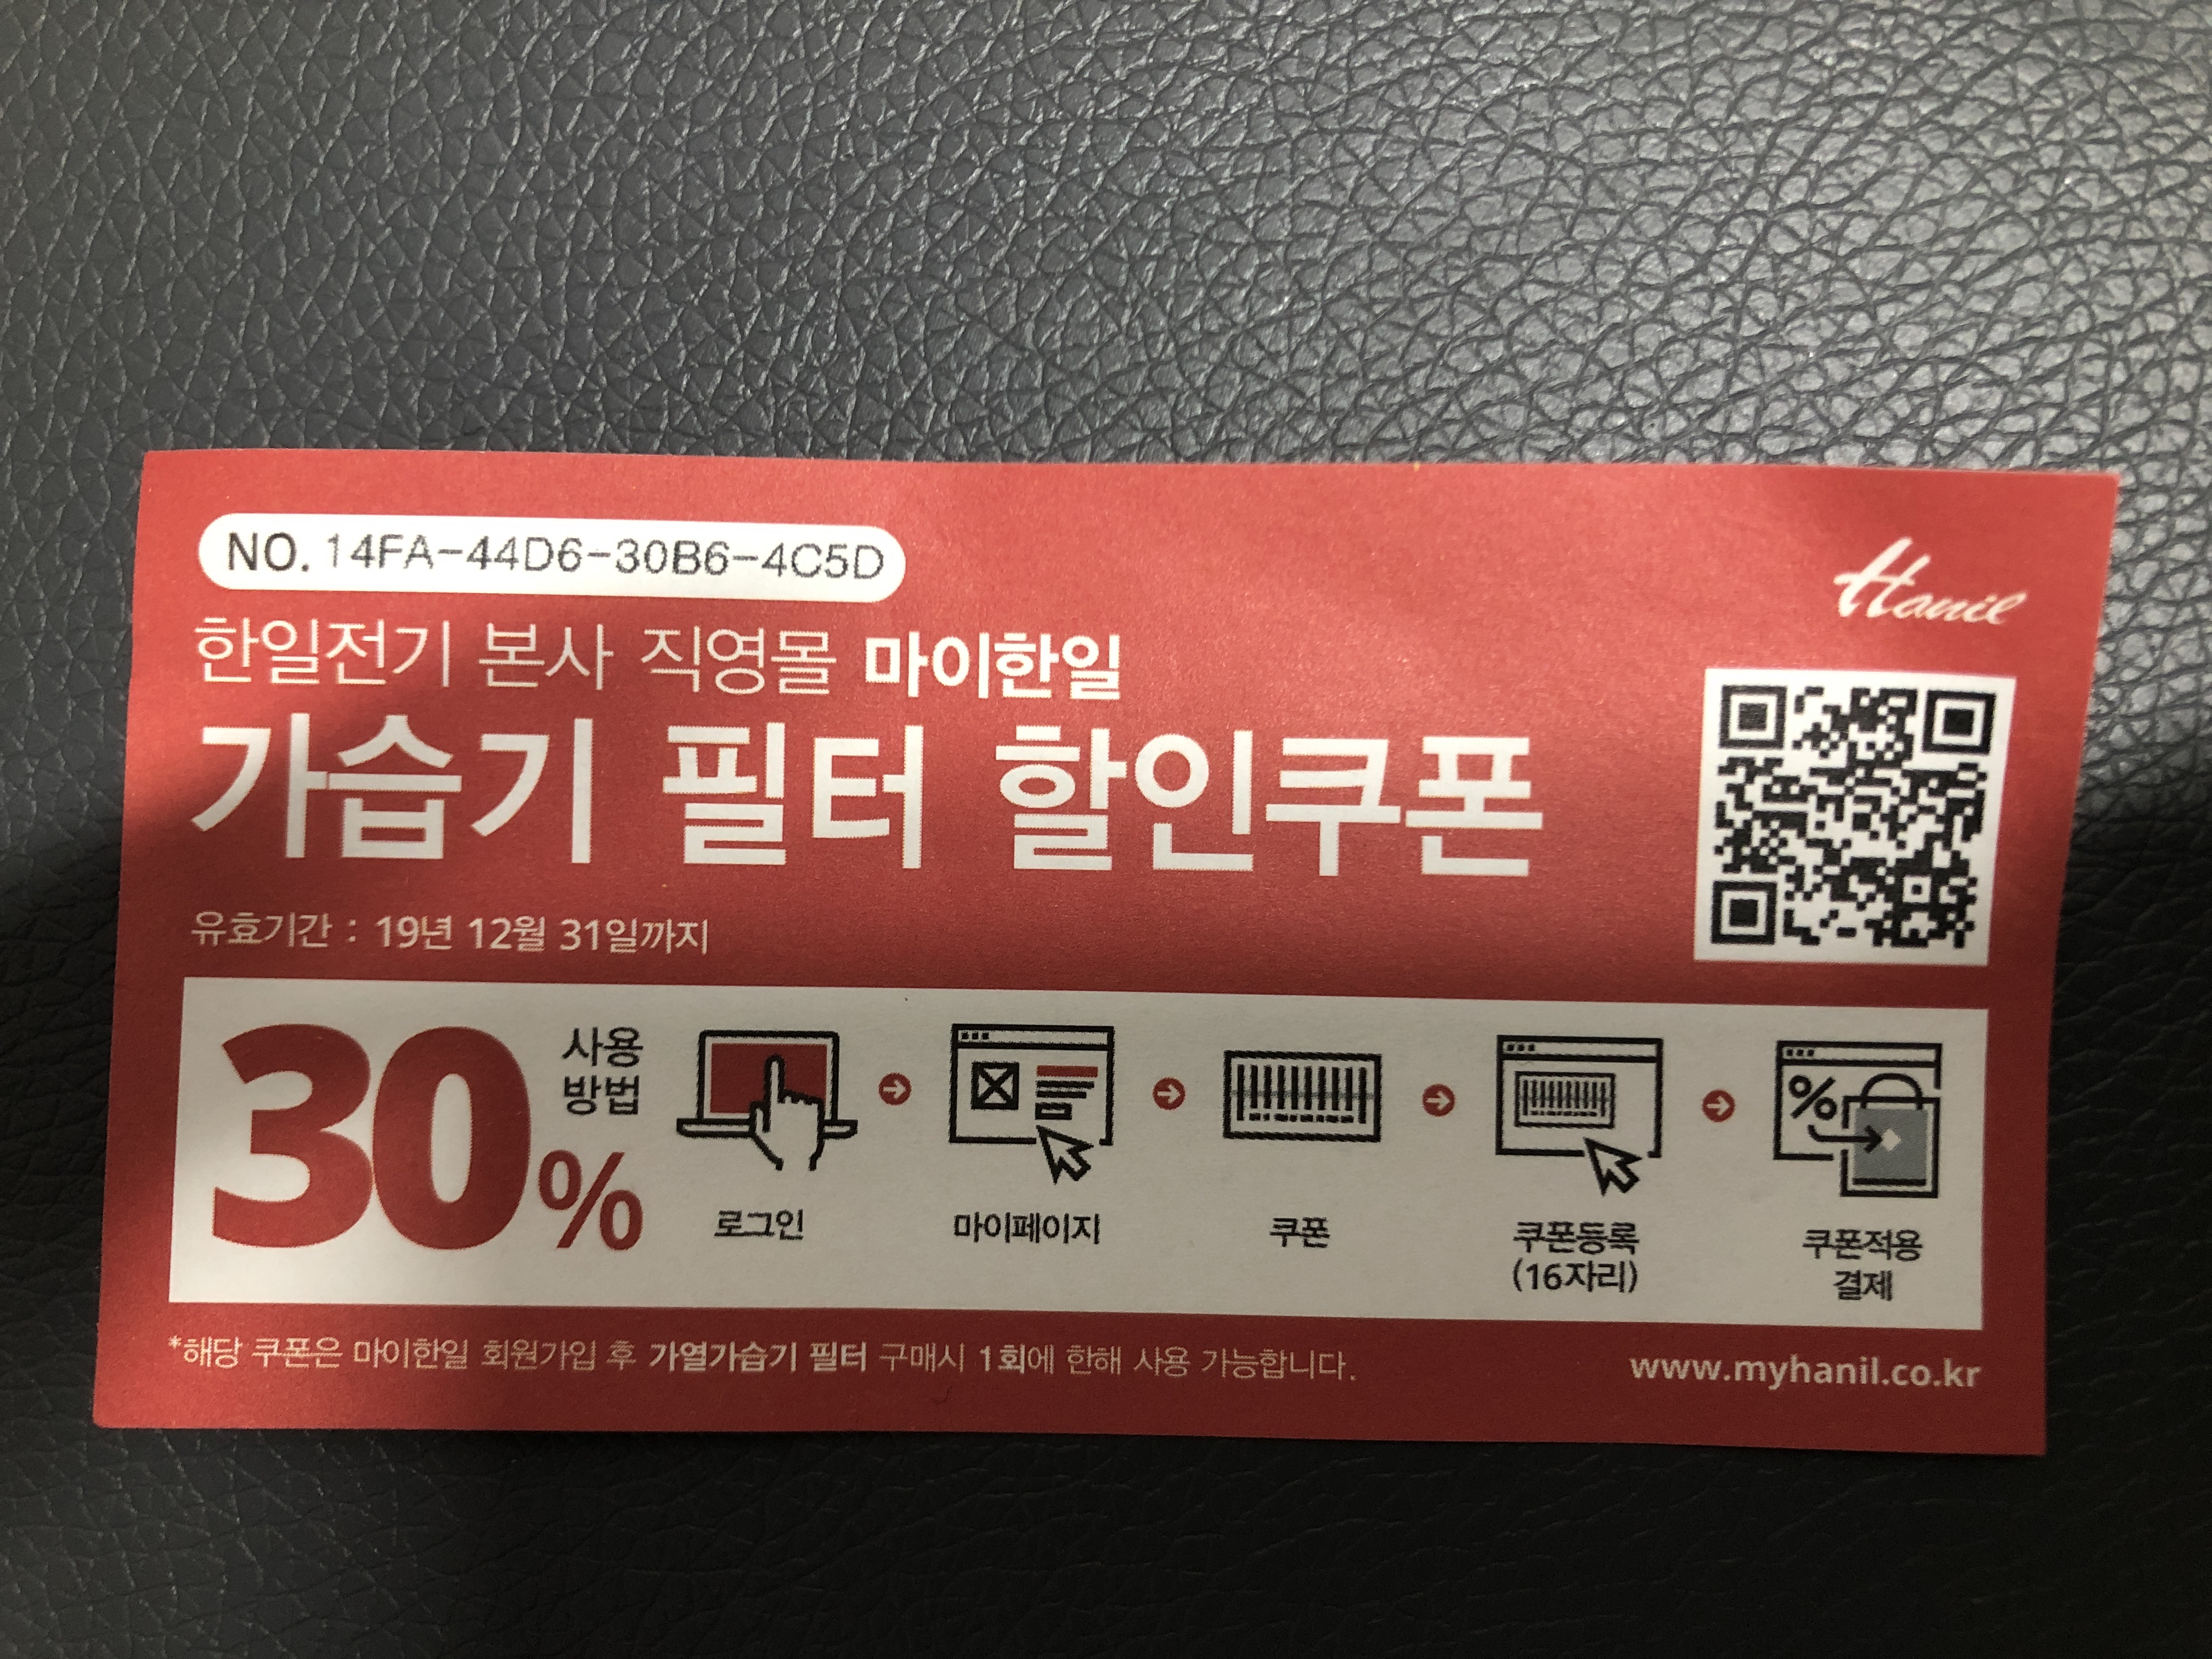 NO. 14FA-44D6-30B6-4C5D
Hanil
한일전기 본사 직영몰 마이한일
가습기 필터 할인쿠폰
유효기간 : 19년 12월 31일까지
30%
사용
방법
로그인
마이페이지
쿠폰
쿠폰등록
(16자리)
%
쿠폰적용
결제
*해당 쿠폰은 마이한일 회원가입 후 가열가습기 필터 구매시 1회에 한해 사용 가능합니다.
www.myhanil.co.kr